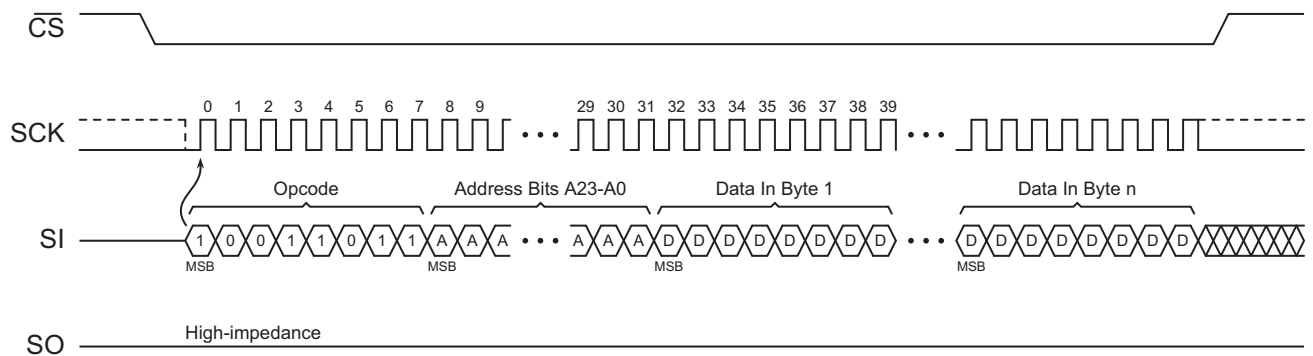 CS
0 1 2 3 4 5 6 7 8 9 29 30 31 32 33 34 35 36 37 38 39
SCK
Opcode Address Bits A23-A0 Data In Byte 1 Data In Byte n
SI 1 0 0 1 1 0 1 1 A A A A A A D D D D D D D D D D D D D D D D
MSB MSB MSB MSB
High-impedance
SO